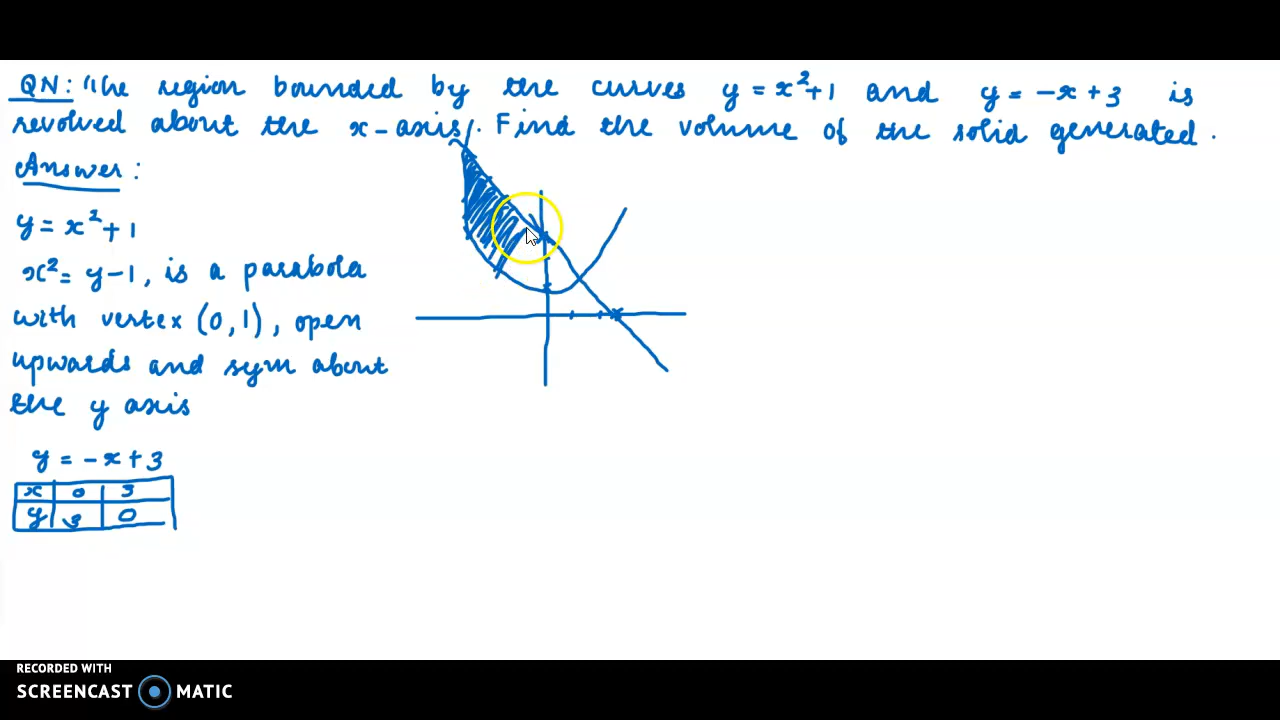 QN: The region bounded by the curves y = x²+1 and y = -x+3 is
revolved about the x-axis. Find the volume of the solid generated.
Answer:
y = x²+1
x² = y-1, is a parabola
with vertex (0,1), open
upwards and sym about
the y axis
y = -x+3
x 0 3
y 3 0
RECORDED WITH
SCREENCAST MATIC